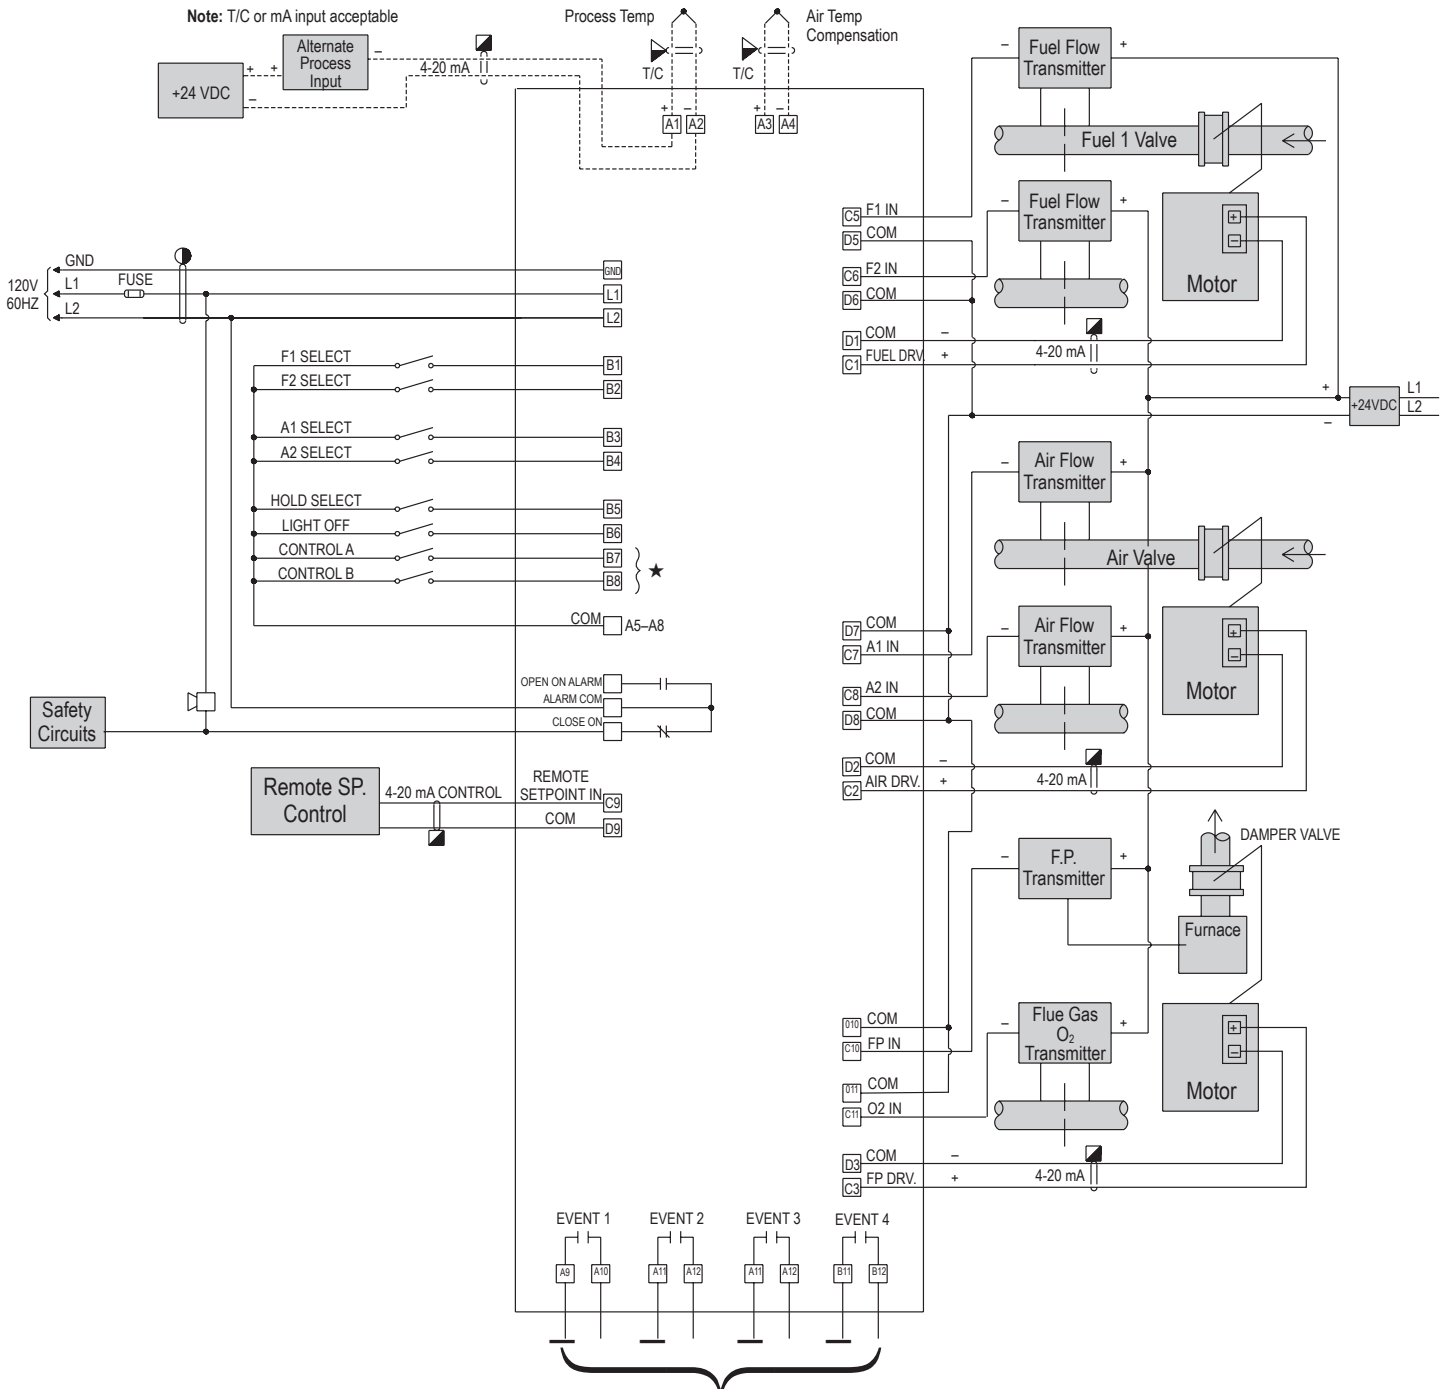 Note: T/C or mA input acceptable
Alternate
Process
Input
+24 VDC
+
−
+
−
4-20 mA
Process Temp
T/C
+
−
A1
A2
Air Temp
Compensation
T/C
+
−
A3
A4
120V
60HZ
GND
L1
L2
FUSE
GND
L1
L2
F1 SELECT
B1
F2 SELECT
B2
A1 SELECT
B3
A2 SELECT
B4
HOLD SELECT
B5
LIGHT OFF
B6
CONTROL A
B7
CONTROL B
B8
★
COM
A5–A8
OPEN ON ALARM
ALARM COM
CLOSE ON
Safety
Circuits
Remote SP.
Control
4-20 mA CONTROL
REMOTE
SETPOINT IN
C9
COM
D9
− Fuel Flow +
Transmitter
Fuel 1 Valve
− Fuel Flow +
Transmitter
+
−
Motor
C5 F1 IN
D5 COM
C6 F2 IN
D6 COM
D1 COM −
C1 FUEL DRV. +
4-20 mA
+
−
+24VDC
L1
L2
− Air Flow +
Transmitter
Air Valve
− Air Flow +
Transmitter
+
−
Motor
D7 COM
C7 A1 IN
C8 A2 IN
D8 COM
D2 COM −
C2 AIR DRV. +
4-20 mA
− F.P. +
Transmitter
DAMPER VALVE
Furnace
− Flue Gas +
O₂
Transmitter
+
−
Motor
010 COM
C10 FP IN
011 COM
C11 O2 IN
D3 COM −
C3 FP DRV. +
4-20 mA
EVENT 1
A9
A10
EVENT 2
A11
A12
EVENT 3
A11
A12
EVENT 4
B11
B12